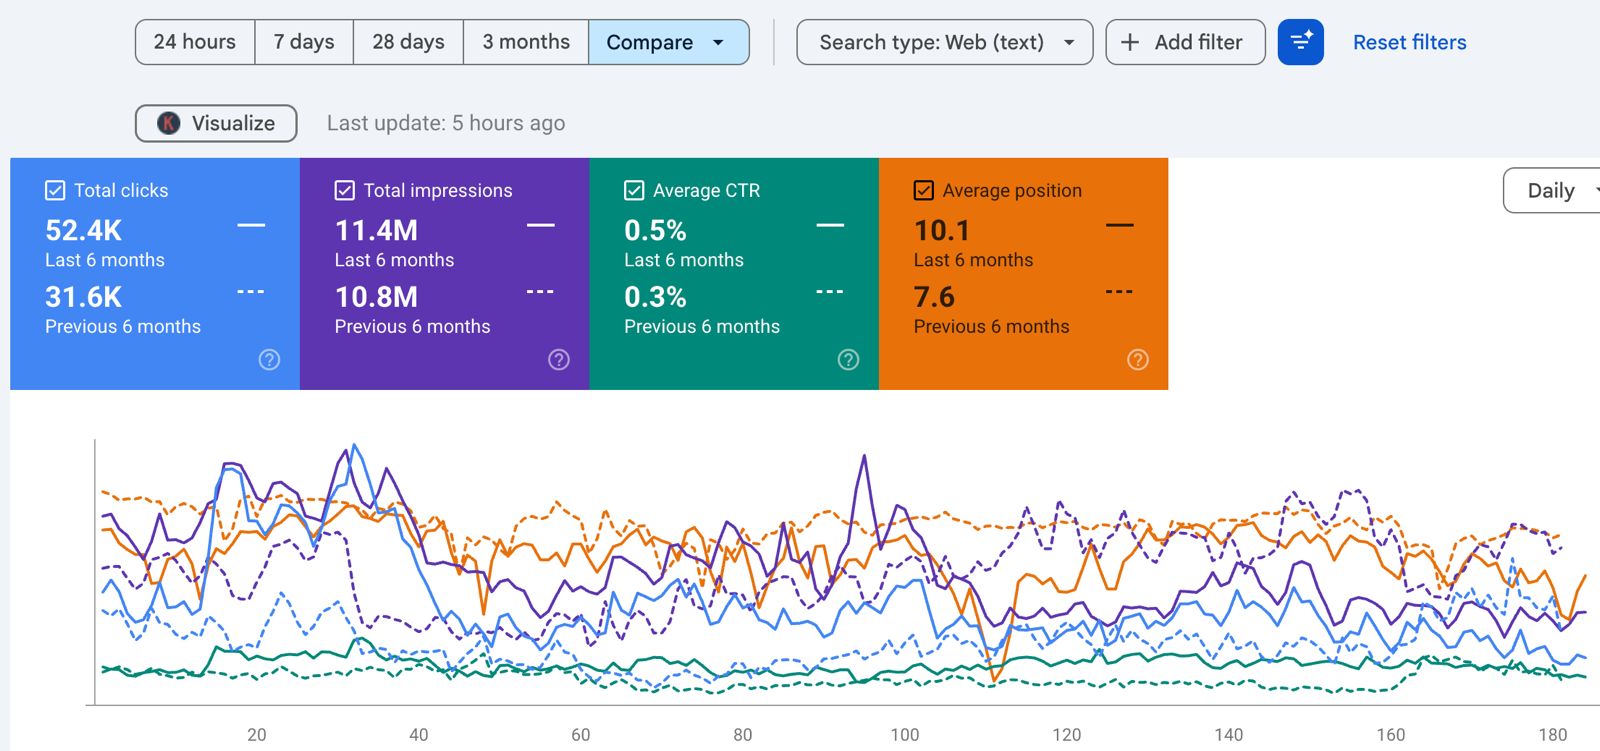 24 hours 7 days 28 days 3 months Compare Search type: Web (text) Add filter Reset filters
K Visualize Last update: 5 hours ago
Total clicks Total impressions Average CTR Average position Daily
52.4K 11.4M 0.5% 10.1
Last 6 months Last 6 months Last 6 months Last 6 months
31.6K 10.8M 0.3% 7.6
Previous 6 months Previous 6 months Previous 6 months Previous 6 months
20 40 60 80 100 120 140 160 180